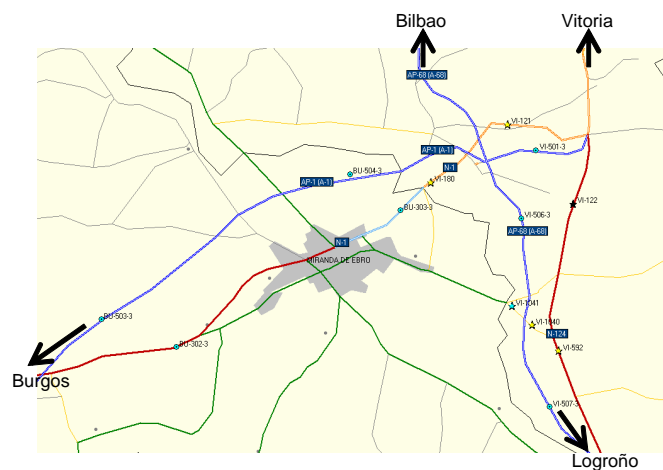 Bilbao
Vitoria
AP-68 (A-68)
VI-121
VI-501-3
AP-1 (A-1)
BU-504-3
N-1
AP-1 (A-1)
VI-180
VI-122
BU-303-3
VI-506-3
AP-68 (A-68)
N-1
MIRANDA DE EBRO
VI-1041
BU-503-3
VI-1040
N-124
BU-302-3
VI-592
Burgos
VI-507-3
Logroño